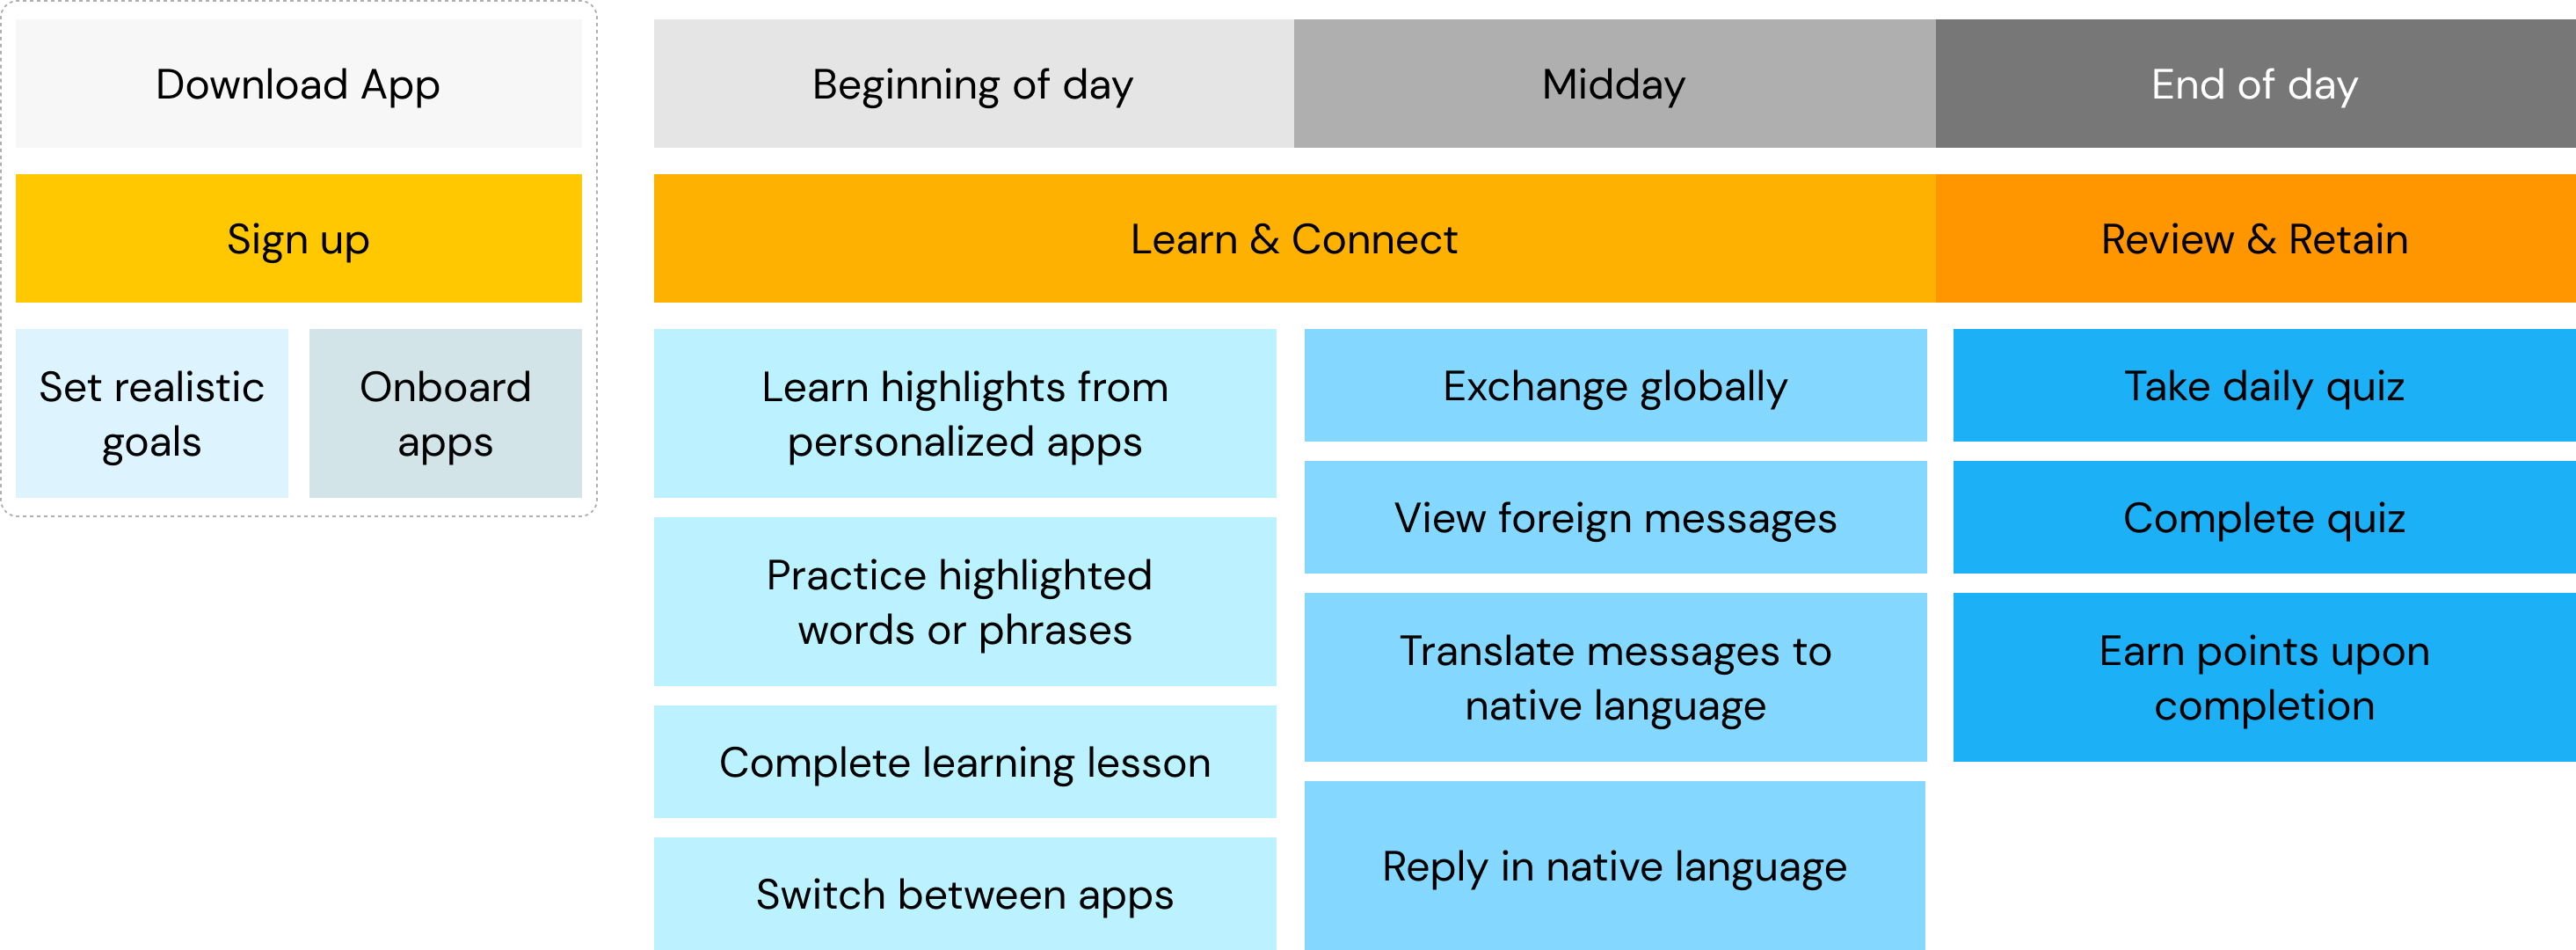 Download App
Beginning of day
Midday
End of day
Sign up
Learn & Connect
Review & Retain
Set realistic
goals
Onboard
apps
Learn highlights from
personalized apps
Practice highlighted
words or phrases
Complete learning lesson
Switch between apps
Exchange globally
View foreign messages
Translate messages to
native language
Reply in native language
Take daily quiz
Complete quiz
Earn points upon
completion